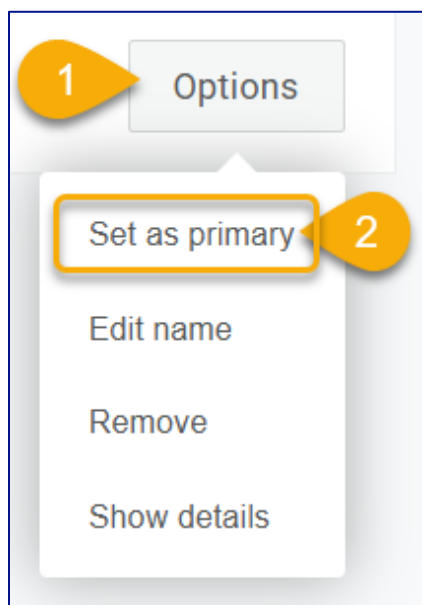 1
Options
Set as primary
2
Edit name
Remove
Show details